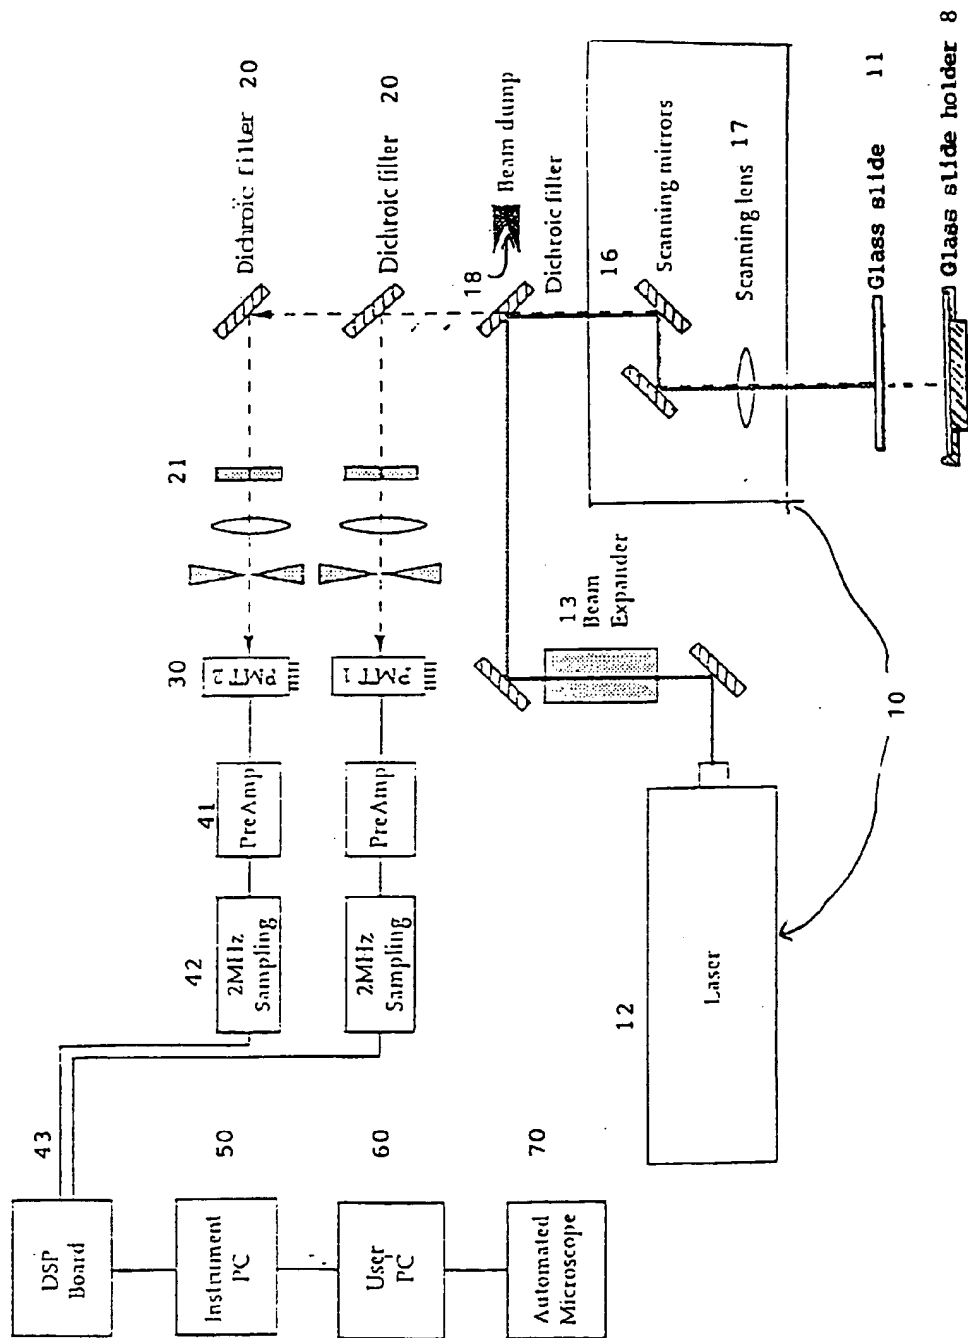 DSP
Board
43
Instrument
PC
50
User
PC
60
Automated
Microscope
70
2MHz
Sampling
42
2MHz
Sampling
PreAmp
41
PreAmp
PMT 2
30
PMT 1
21
Dichroic filter 20
Dichroic filter 20
18
Beam dump
Dichroic filter
16
Scanning mirrors
Scanning lens 17
13
Beam
Expander
12
Laser
10
Glass slide 11
Glass slide holder 8